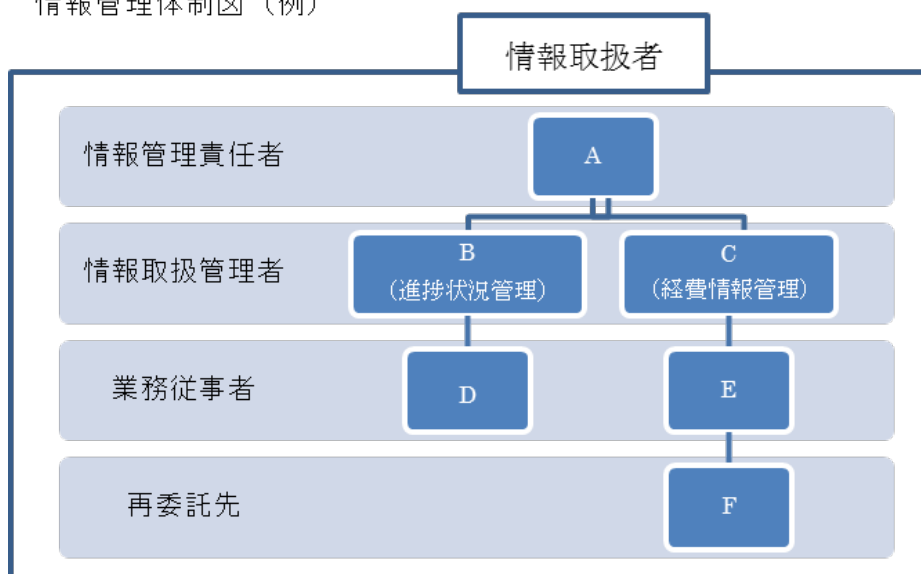 情報管理体制図（例）
情報取扱者
情報管理責任者
A
情報取扱管理者
B
（進捗状況管理）
C
（経費情報管理）
業務従事者
D
E
再委託先
F